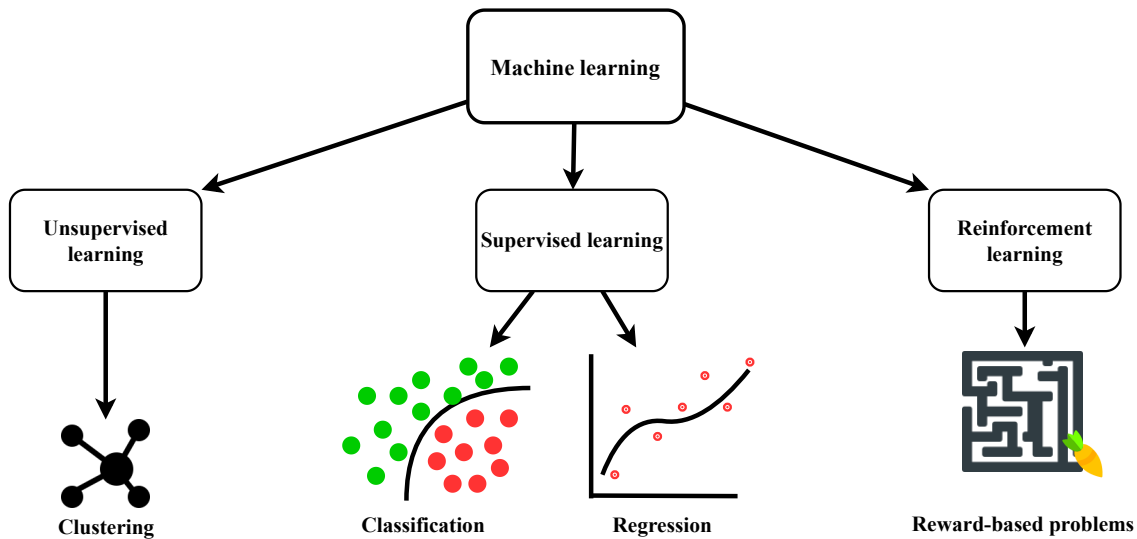 Machine learning
Unsupervised
learning
Supervised learning
Reinforcement
learning
Clustering
Classification
Regression
Reward-based problems